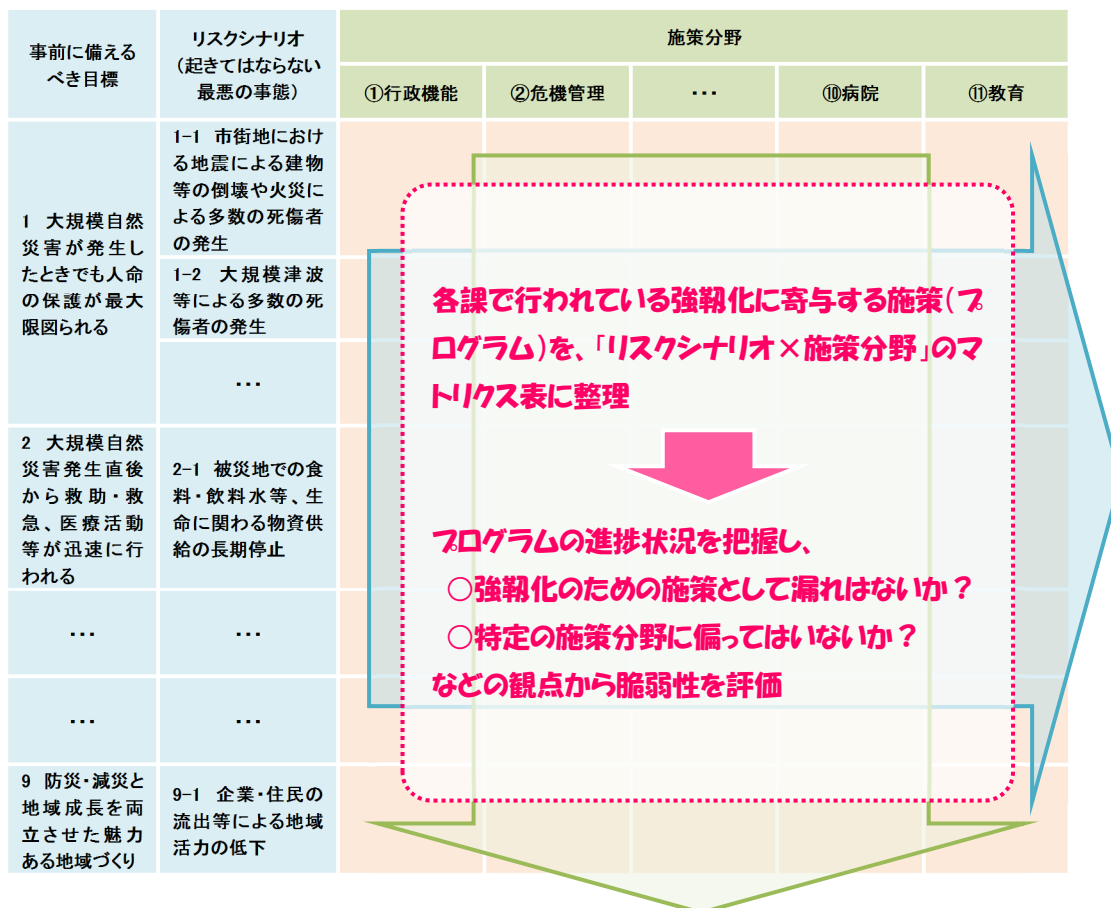 事前に備える
べき目標
リスクシナリオ
(起きてはならない
最悪の事態)
施策分野
①行政機能
②危機管理
・・・
⑩病院
⑪教育
1 大規模自然
災害が発生し
たときでも人命
の保護が最大
限図られる
1-1 市街地におけ
る地震による建物
等の倒壊や火災に
よる多数の死傷者
の発生
1-2 大規模津波
等による多数の死
傷者の発生
・・・
2 大規模自然
災害発生直後
から救助・救
急、医療活動
等が迅速に行
われる
2-1 被災地での食
料・飲料水等、生
命に関わる物資供
給の長期停止
・・・
・・・
・・・
・・・
9 防災・減災と
地域成長を両
立させた魅力
ある地域づくり
9-1 企業・住民の
流出等による地域
活力の低下
各課で行われている強靱化に寄与する施策(プ
ログラム)を、「リスクシナリオ×施策分野」のマ
トリクス表に整理
プログラムの進捗状況を把握し、
○強靱化のための施策として漏れはないか?
○特定の施策分野に偏ってはいないか?
などの観点から脆弱性を評価